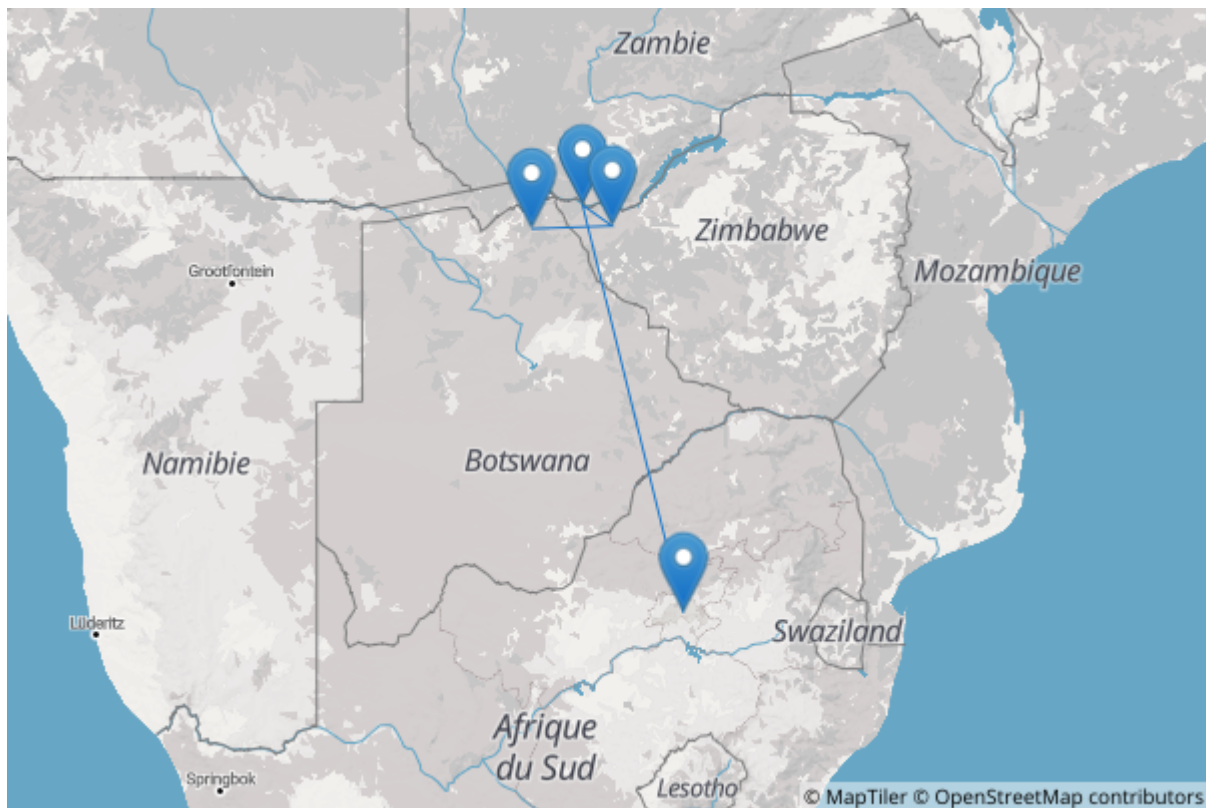 Zambie
Zimbabwe
Grootfontein
Mozambique
Namibie
Botswana
Lüderitz
Swaziland
Afrique
du Sud
Springbok
Lesotho
© MapTiler © OpenStreetMap contributors